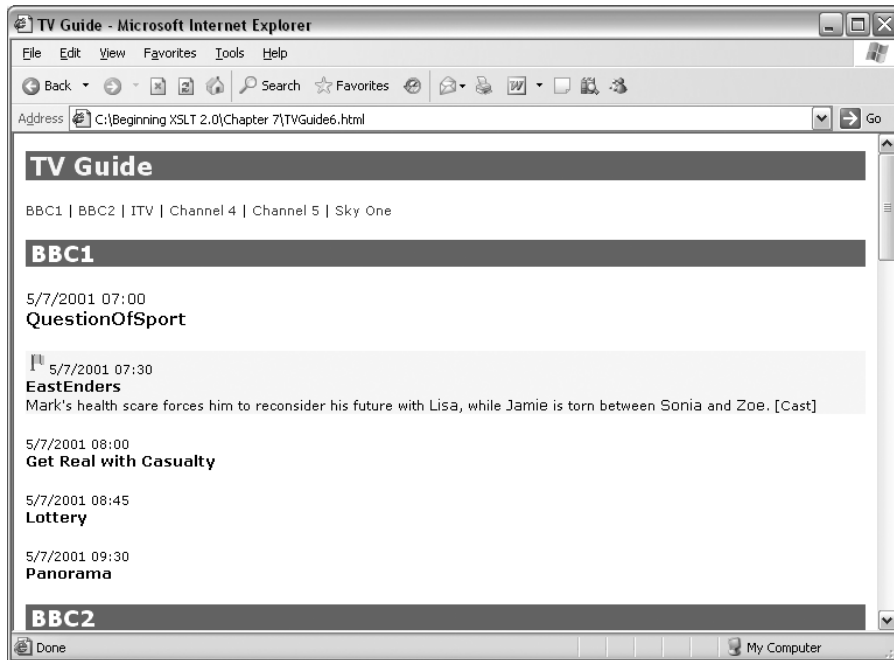 TV Guide - Microsoft Internet Explorer
File Edit View Favorites Tools Help
Back Search Favorites W
Address C:\Beginning XSLT 2.0\Chapter 7\TVGuide6.html Go
TV Guide
BBC1 | BBC2 | ITV | Channel 4 | Channel 5 | Sky One
BBC1
5/7/2001 07:00
QuestionOfSport
5/7/2001 07:30
EastEnders
Mark's health scare forces him to reconsider his future with Lisa, while Jamie is torn between Sonia and Zoe. [Cast]
5/7/2001 08:00
Get Real with Casualty
5/7/2001 08:45
Lottery
5/7/2001 09:30
Panorama
BBC2
Done My Computer